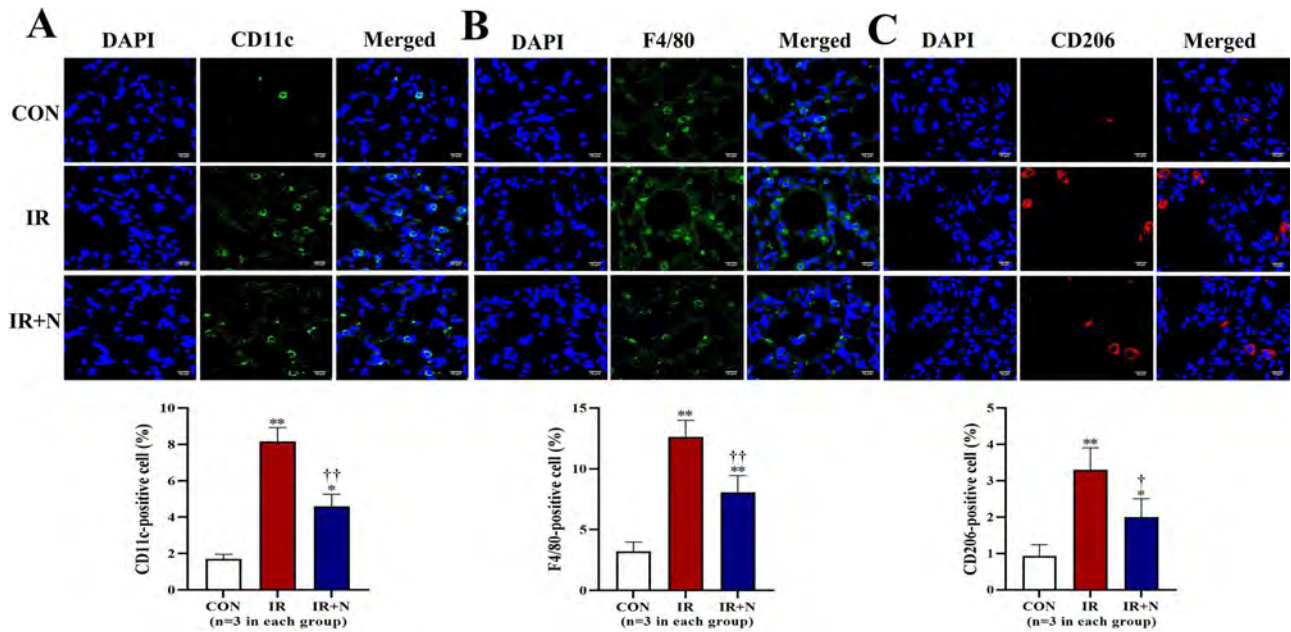 A
B
C
DAPI CD11c Merged
DAPI F4/80 Merged
DAPI CD206 Merged
CON
IR
IR+N
CD11c-positive cell (%)
10
8
6
4
2
0
**
††
*
CON IR IR+N
(n=3 in each group)
F4/80-positive cell (%)
15
10
5
0
**
††
**
CON IR IR+N
(n=3 in each group)
CD206-positive cell (%)
5
4
3
2
1
0
**
†
*
CON IR IR+N
(n=3 in each group)